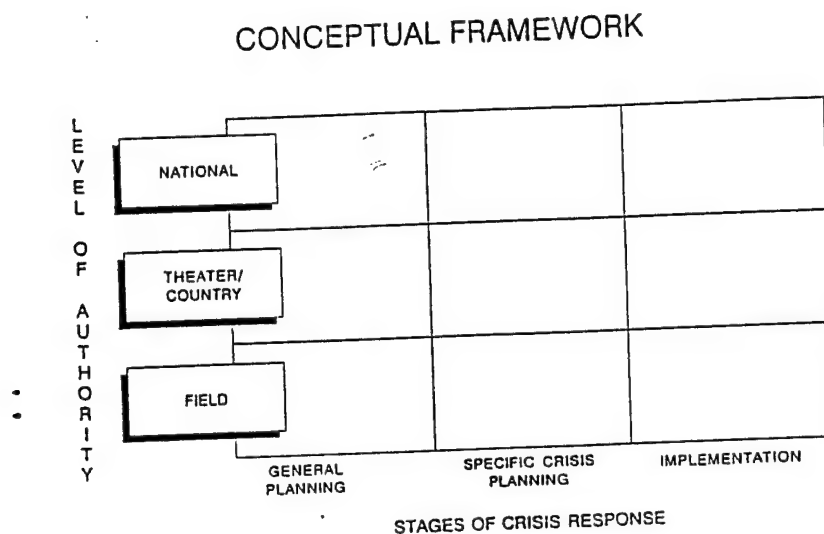 CONCEPTUAL FRAMEWORK
LEVEL OF AUTHORITY
NATIONAL
THEATER/
COUNTRY
FIELD
GENERAL
PLANNING
SPECIFIC CRISIS
PLANNING
IMPLEMENTATION
STAGES OF CRISIS RESPONSE